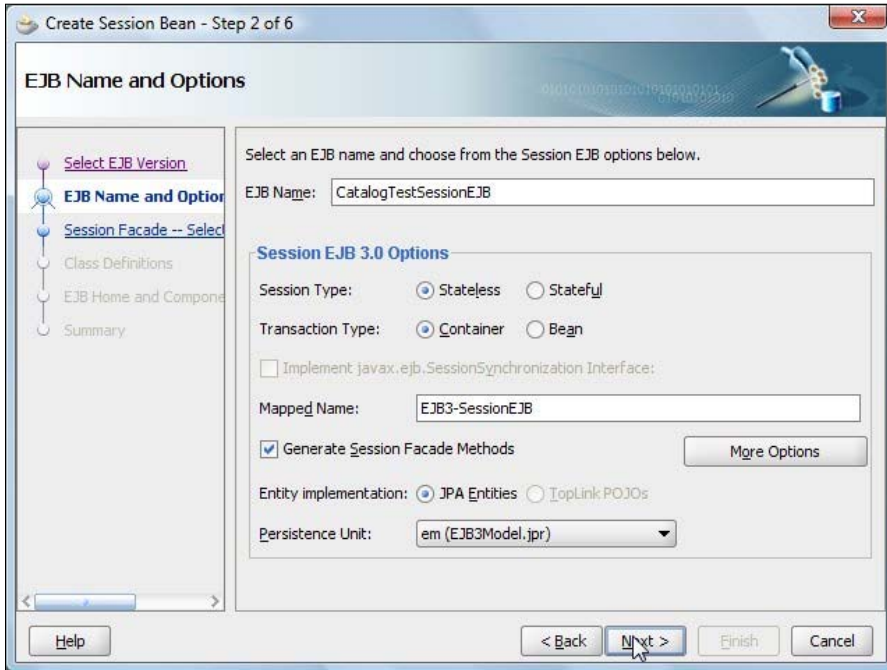 Create Session Bean - Step 2 of 6
EJB Name and Options
Select EJB Version
EJB Name and Option
Session Facade -- Select
Class Definitions
EJB Home and Compone
Summary
Select an EJB name and choose from the Session EJB options below.
EJB Name: CatalogTestSessionEJB
Session EJB 3.0 Options
Session Type: Stateless Stateful
Transaction Type: Container Bean
Implement javax.ejb.SessionSynchronization Interface:
Mapped Name: EJB3-SessionEJB
Generate Session Facade Methods More Options
Entity implementation: JPA Entities TopLink POJOs
Persistence Unit: em (EJB3Model.jpr)
Help < Back Next > Finish Cancel